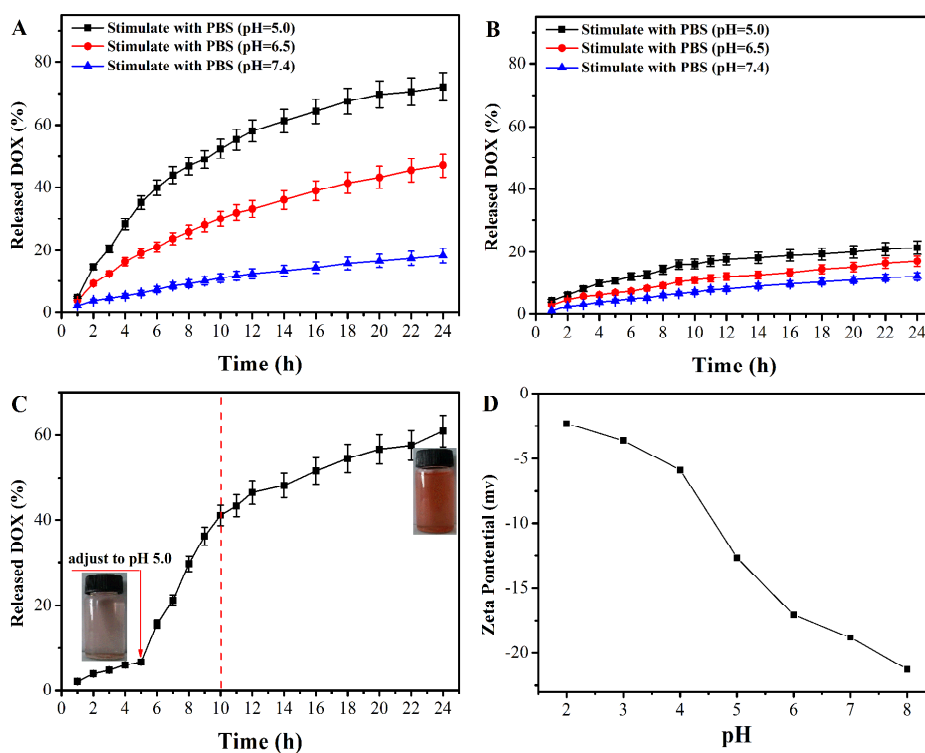 A
Stimulate with PBS (pH=5.0)
Stimulate with PBS (pH=6.5)
Stimulate with PBS (pH=7.4)
Released DOX (%)
80
60
40
20
0
0 2 4 6 8 10 12 14 16 18 20 22 24
Time (h)
B
Stimulate with PBS (pH=5.0)
Stimulate with PBS (pH=6.5)
Stimulate with PBS (pH=7.4)
Released DOX (%)
80
60
40
20
0
0 2 4 6 8 10 12 14 16 18 20 22 24
Time (h)
C
adjust to pH 5.0
Released DOX (%)
60
40
20
0
0 2 4 6 8 10 12 14 16 18 20 22 24
Time (h)
D
Zeta Pontential (mv)
0
-5
-10
-15
-20
2 3 4 5 6 7 8
pH